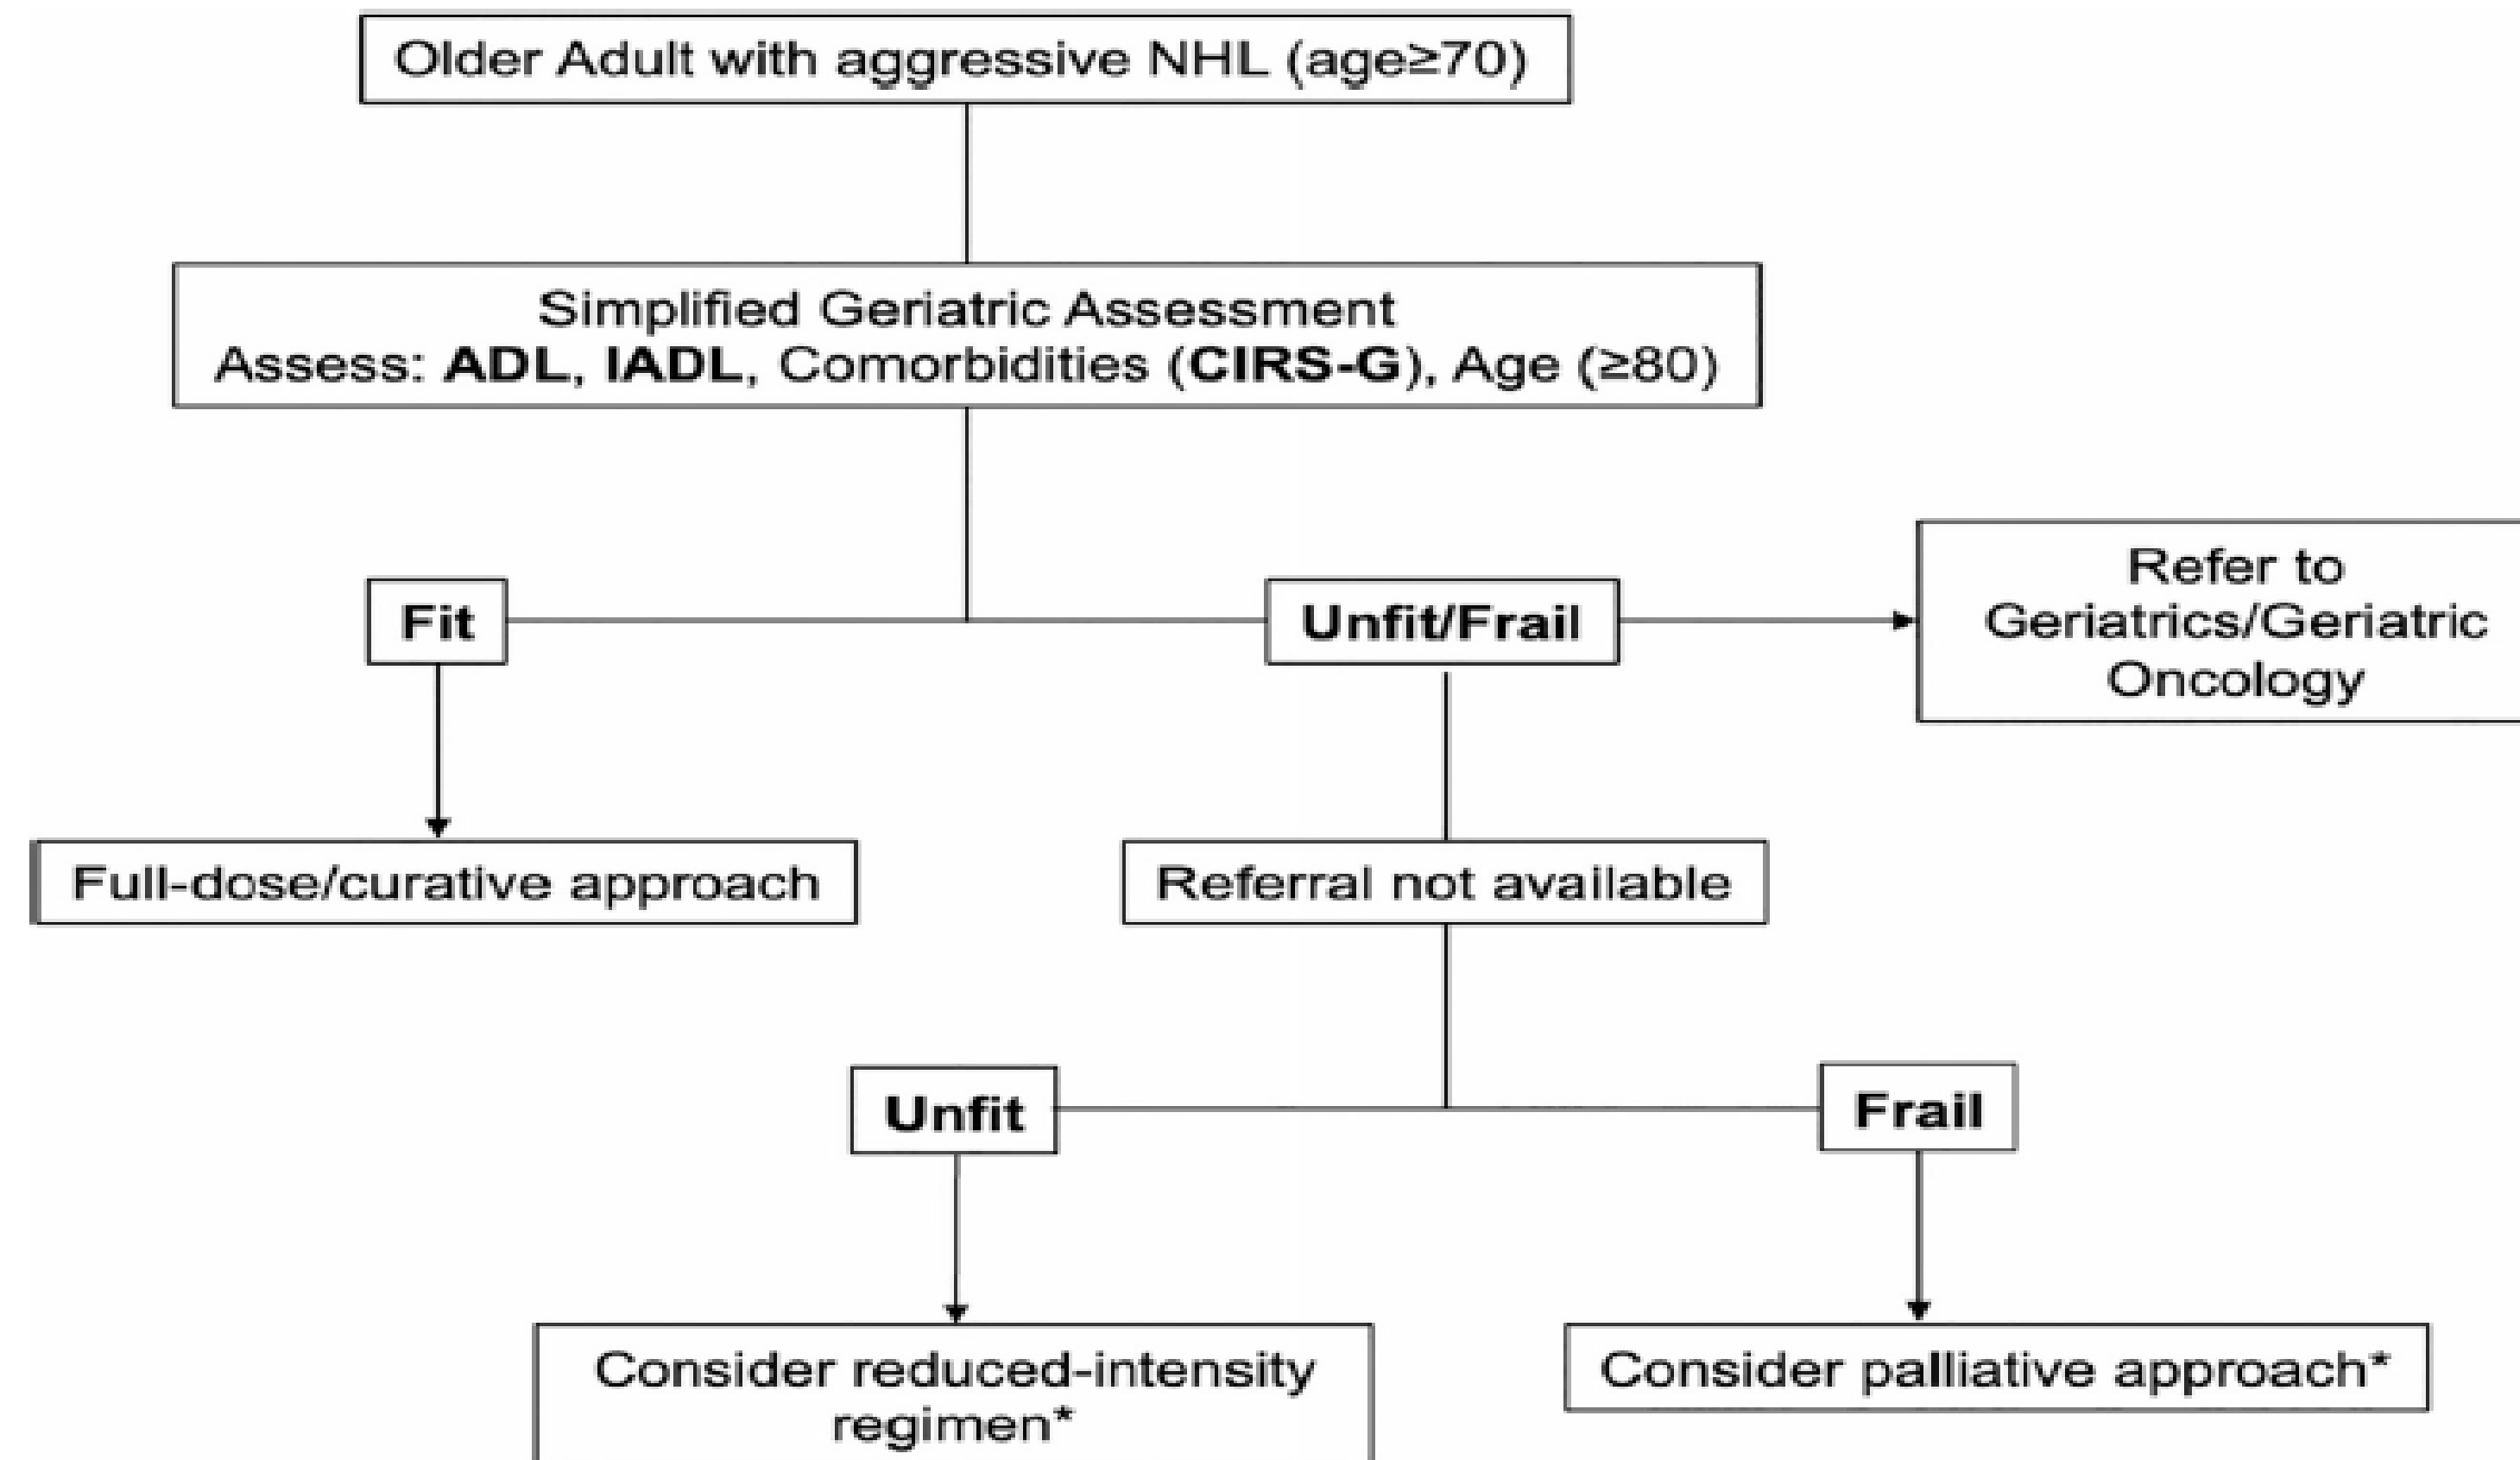 Older Adult with aggressive NHL (age≥70)
Simplified Geriatric Assessment
Assess: ADL, IADL, Comorbidities (CIRS-G), Age (≥80)
Fit
Unfit/Frail
Refer to
Geriatrics/Geriatric
Oncology
Full-dose/curative approach
Referral not available
Unfit
Frail
Consider reduced-intensity
regimen*
Consider palliative approach*